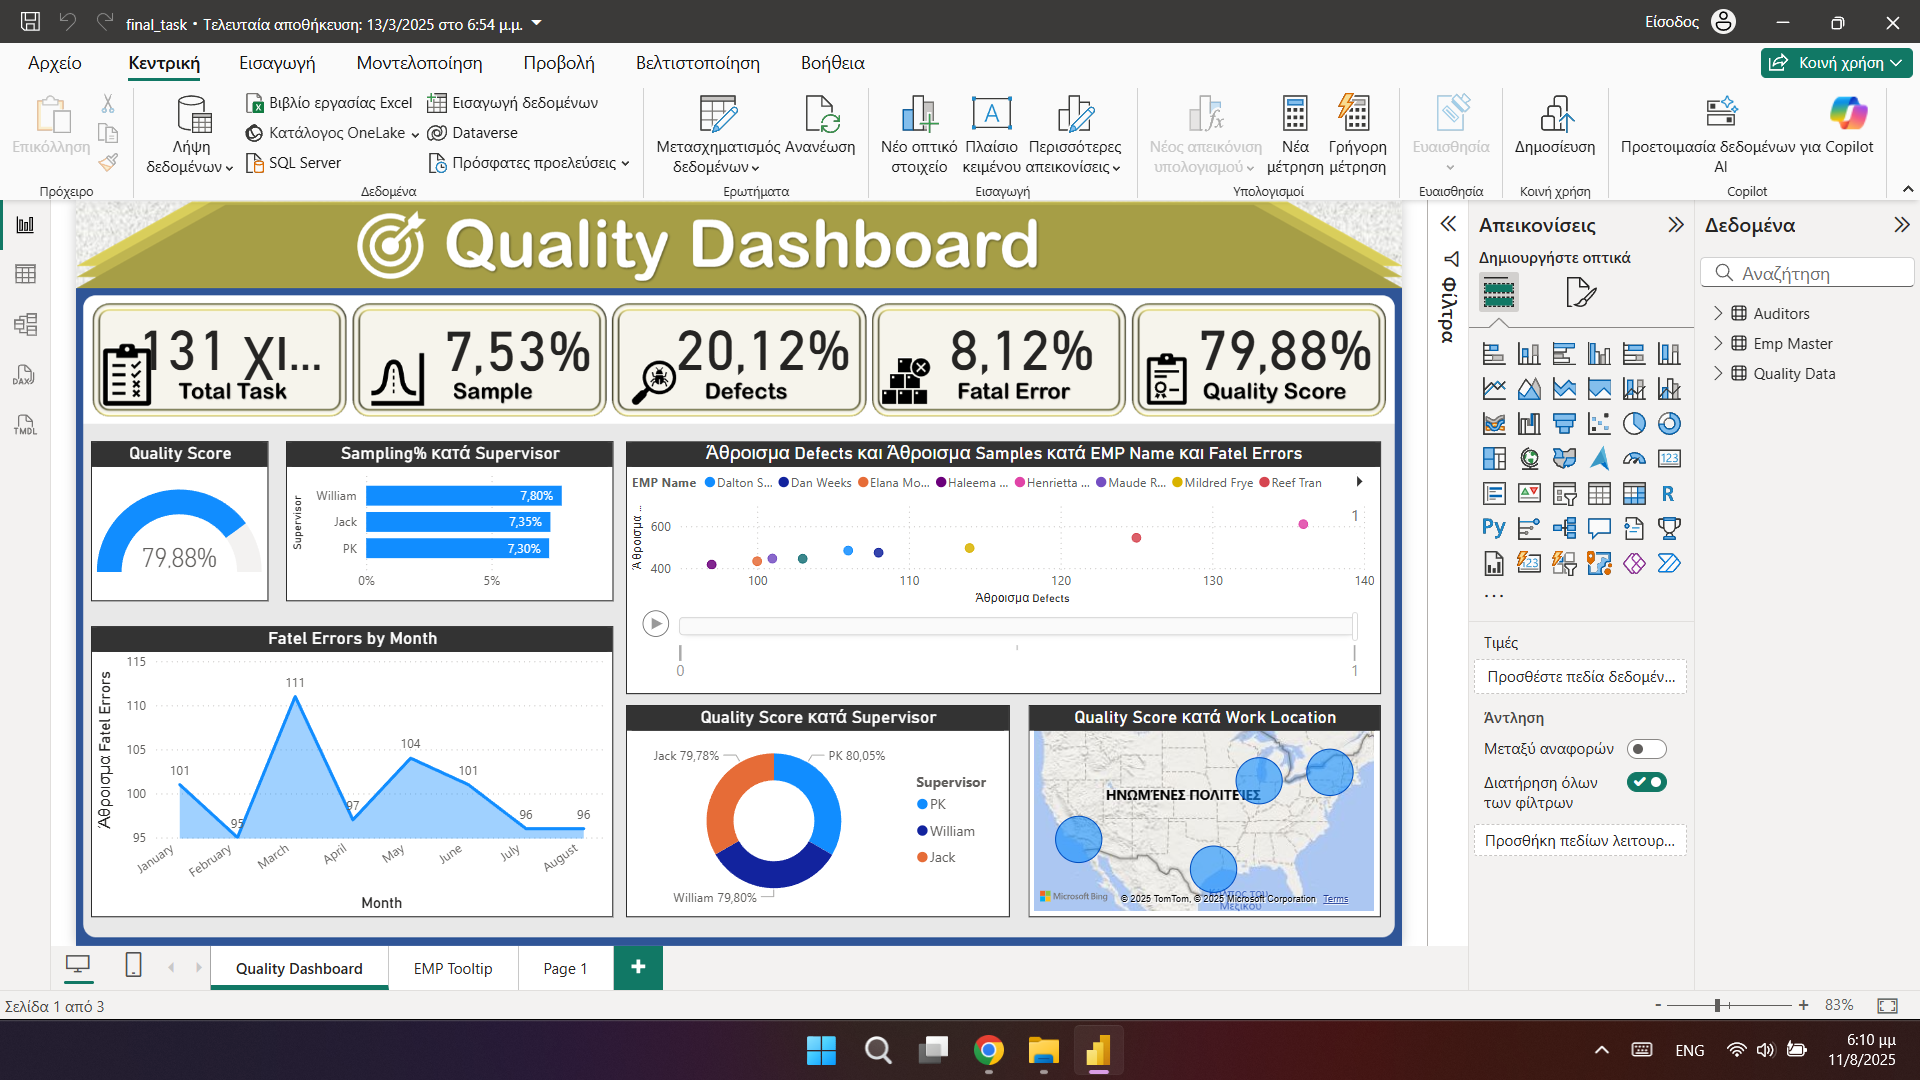 final_task • Τελευταία αποθήκευση: 13/3/2025 στο 6:54 μ.μ.
Είσοδος
Αρχείο Κεντρική Εισαγωγή Μοντελοποίηση Προβολή Βελτιστοποίηση Βοήθεια
Κοινή χρήση
Επικόλληση
Πρόχειρο
Λήψη δεδομένων
Βιβλίο εργασίας Excel
Κατάλογος OneLake
SQL Server
Εισαγωγή δεδομένων
Dataverse
Πρόσφατες προελεύσεις
Δεδομένα
Μετασχηματισμός δεδομένων
Ανανέωση
Ερωτήματα
Νέο οπτικό στοιχείο
Πλαίσιο κειμένου
Περισσότερες απεικονίσεις
Εισαγωγή
Νέος απεικόνιση υπολογισμού
Νέα μέτρηση
Γρήγορη μέτρηση
Υπολογισμοί
Ευαισθησία
Ευαισθησία
Δημοσίευση
Κοινή χρήση
Προετοιμασία δεδομένων για AI
Copilot
Copilot
DAX
TMDL
Quality Dashboard
131 χι...
Total Task
7,53%
Sample
20,12%
Defects
8,12%
Fatal Error
79,88%
Quality Score
Quality Score
79,88%
Sampling% κατά Supervisor
Supervisor
William 7,80%
Jack 7,35%
PK 7,30%
0% 5%
Άθροισμα Defects και Άθροισμα Samples κατά EMP Name και Fatel Errors
EMP Name Dalton S... Dan Weeks Elana Mo... Haleema ... Henrietta ... Maude R... Mildred Frye Reef Tran
Άθροισμα ...
600
400
1
100 110 120 130 140
Άθροισμα Defects
0 1
Fatel Errors by Month
Άθροισμα Fatel Errors
115
110
105
100
95
101 95 111 97 104 101 96 96
January February March April May June July August
Month
Quality Score κατά Supervisor
Jack 79,78%
PK 80,05%
William 79,80%
Supervisor
PK
William
Jack
Quality Score κατά Work Location
ΗΝΩΜΈΝΕΣ ΠΟΛΙΤΕΊΕΣ
Κόλπος του Μεξικού
Microsoft Bing
© 2025 TomTom, © 2025 Microsoft Corporation Terms
Φίλτρα
Απεικονίσεις
Δημιουργήστε οπτικά
123
R
Py
123
...
Τιμές
Προσθέστε πεδία δεδομέν...
Άντληση
Μεταξύ αναφορών
Διατήρηση όλων των φίλτρων
Προσθήκη πεδίων λειτουρ...
Δεδομένα
Αναζήτηση
Auditors
Emp Master
Quality Data
Quality Dashboard EMP Tooltip Page 1 +
Σελίδα 1 από 3
- + 83%
ENG
6:10 μμ
11/8/2025